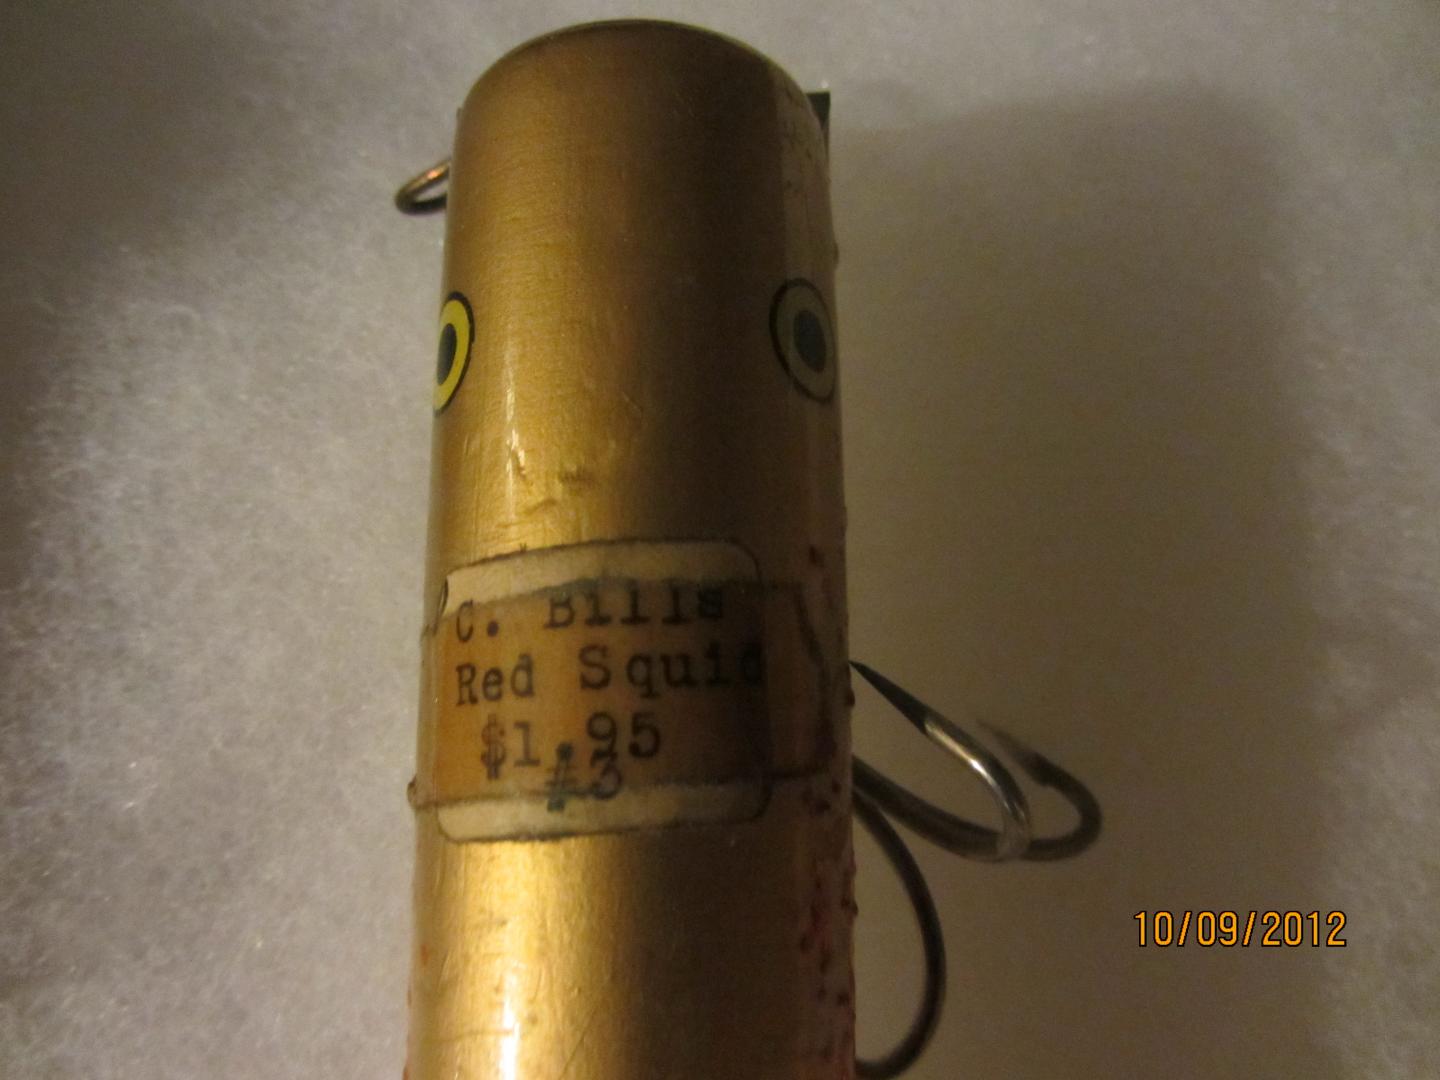 C. Bills
Red Squid
$1.95
#3
10/09/2012